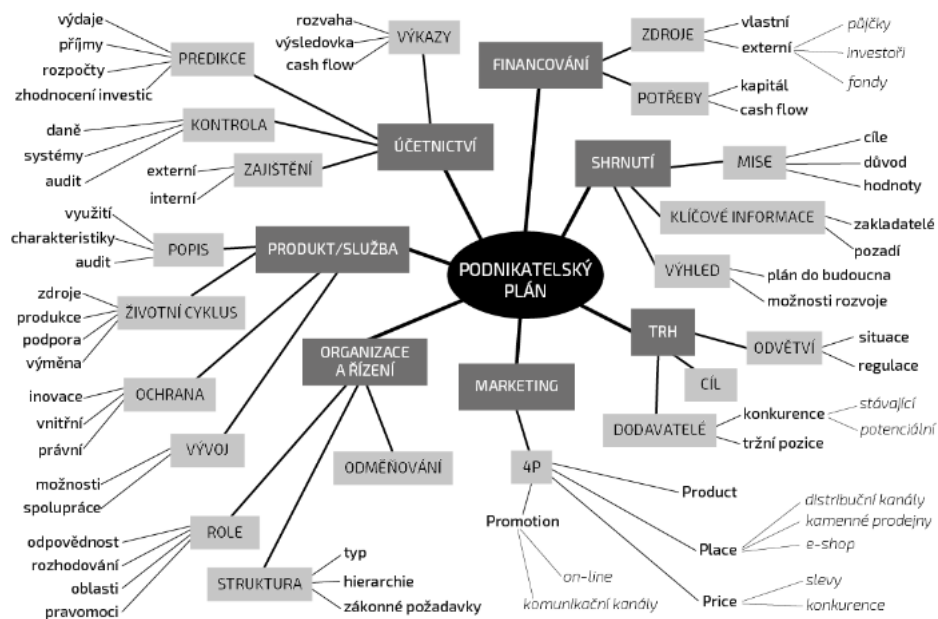 PODNIKATELSKÝ
PLÁN
FINANCOVÁNÍ
ZDROJE
vlastní
externí
půjčky
investoři
fondy
POTŘEBY
kapitál
cash flow
SHRNUTÍ
MISE
cíle
důvod
hodnoty
KLÍČOVÉ INFORMACE
zakladatelé
pozadí
VÝHLED
plán do budoucna
možnosti rozvoje
TRH
ODVĚTVÍ
situace
regulace
CÍL
DODAVATELÉ
konkurence
stávající
potenciální
tržní pozice
MARKETING
4P
Product
Place
distribuční kanály
kamenné prodejny
e-shop
Price
slevy
konkurence
Promotion
on-line
komunikační kanály
ORGANIZACE
A ŘÍZENÍ
ODMĚŇOVÁNÍ
STRUKTURA
typ
hierarchie
zákonné požadavky
ROLE
odpovědnost
rozhodování
oblasti
pravomoci
PRODUKT/SLUŽBA
POPIS
využití
charakteristiky
audit
ŽIVOTNÍ CYKLUS
zdroje
produkce
podpora
výměna
OCHRANA
inovace
vnitřní
právní
VÝVOJ
možnosti
spolupráce
ÚČETNICTVÍ
VÝKAZY
rozvaha
výsledovka
cash flow
PREDIKCE
výdaje
příjmy
rozpočty
zhodnocení investic
KONTROLA
daně
systémy
audit
ZAJIŠTĚNÍ
externí
interní